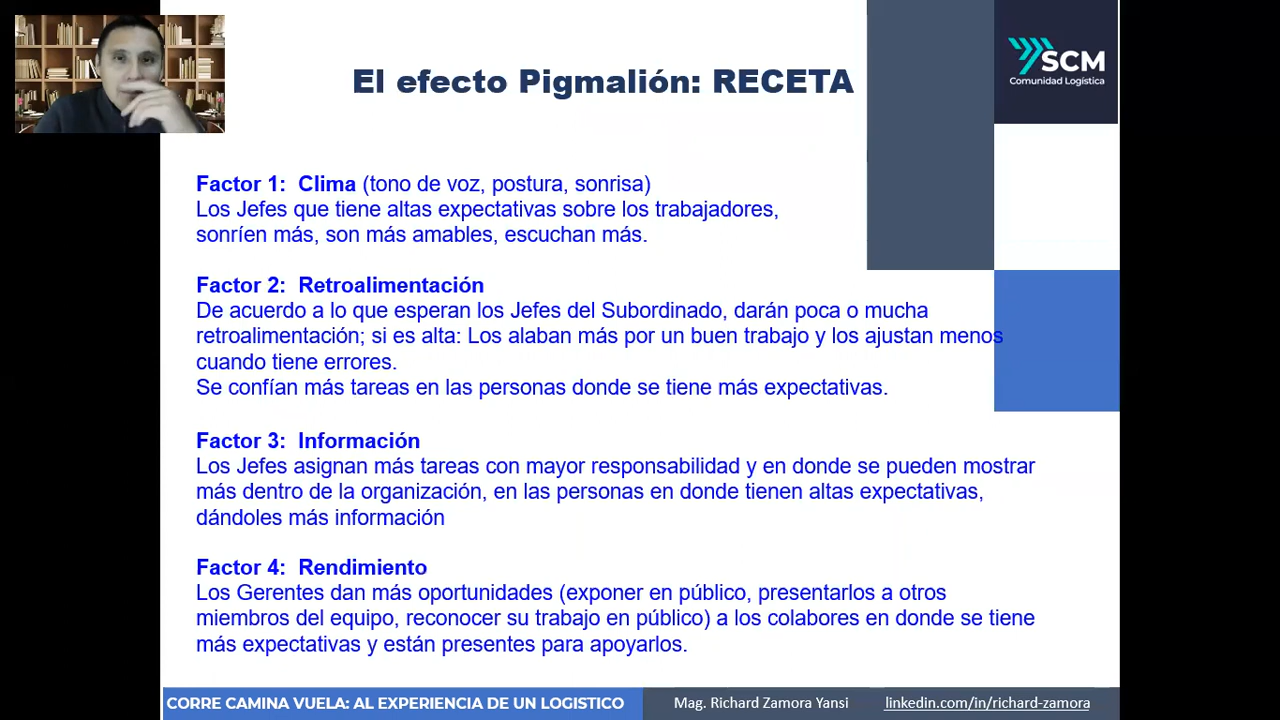 El efecto Pigmalión: RECETA
SCM
Comunidad Logística
Factor 1: Clima (tono de voz, postura, sonrisa)
Los Jefes que tiene altas expectativas sobre los trabajadores,
sonríen más, son más amables, escuchan más.
Factor 2: Retroalimentación
De acuerdo a lo que esperan los Jefes del Subordinado, darán poca o mucha
retroalimentación; si es alta: Los alaban más por un buen trabajo y los ajustan menos
cuando tiene errores.
Se confían más tareas en las personas donde se tiene más expectativas.
Factor 3: Información
Los Jefes asignan más tareas con mayor responsabilidad y en donde se pueden mostrar
más dentro de la organización, en las personas en donde tienen altas expectativas,
dándoles más información
Factor 4: Rendimiento
Los Gerentes dan más oportunidades (exponer en público, presentarlos a otros
miembros del equipo, reconocer su trabajo en público) a los colabores en donde se tiene
más expectativas y están presentes para apoyarlos.
CORRE CAMINA VUELA: AL EXPERIENCIA DE UN LOGISTICO
Mag. Richard Zamora Yansi
linkedin.com/in/richard-zamora